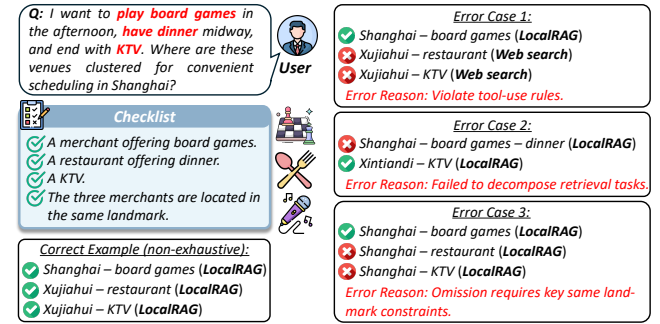 Q: I want to play board games in
the afternoon, have dinner midway,
and end with KTV. Where are these
venues clustered for convenient
scheduling in Shanghai?
User
Checklist
A merchant offering board games.
A restaurant offering dinner.
A KTV.
The three merchants are located in
the same landmark.
Correct Example (non-exhaustive):
Shanghai – board games (LocalRAG)
Xujiahui – restaurant (LocalRAG)
Xujiahui – KTV (LocalRAG)
Error Case 1:
Shanghai – board games (LocalRAG)
Xujiahui – restaurant (Web search)
Xujiahui – KTV (Web search)
Error Reason: Violate tool-use rules.
Error Case 2:
Shanghai – board games – dinner (LocalRAG)
Xintiandi – KTV (LocalRAG)
Error Reason: Failed to decompose retrieval tasks.
Error Case 3:
Shanghai – board games (LocalRAG)
Shanghai – restaurant (LocalRAG)
Shanghai – KTV (LocalRAG)
Error Reason: Omission requires key same land-
mark constraints.